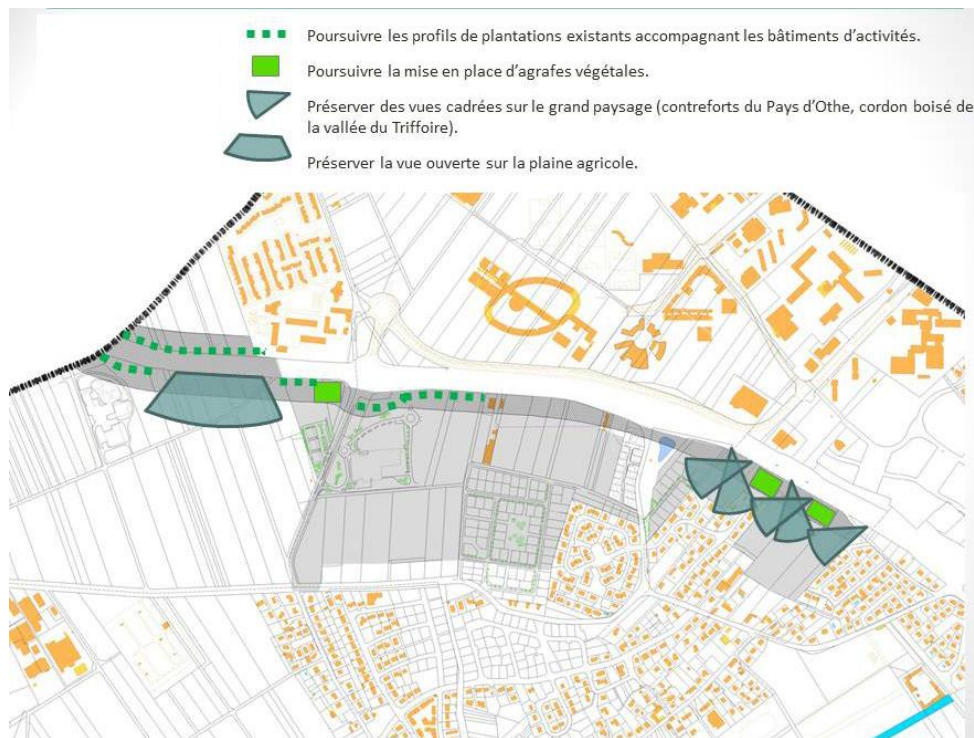 Poursuivre les profils de plantations existants accompagnant les bâtiments d’activités.
Poursuivre la mise en place d’agrafes végétales.
Préserver des vues cadrées sur le grand paysage (contreforts du Pays d’Othe, cordon boisé de
la vallée du Triffoire).
Préserver la vue ouverte sur la plaine agricole.